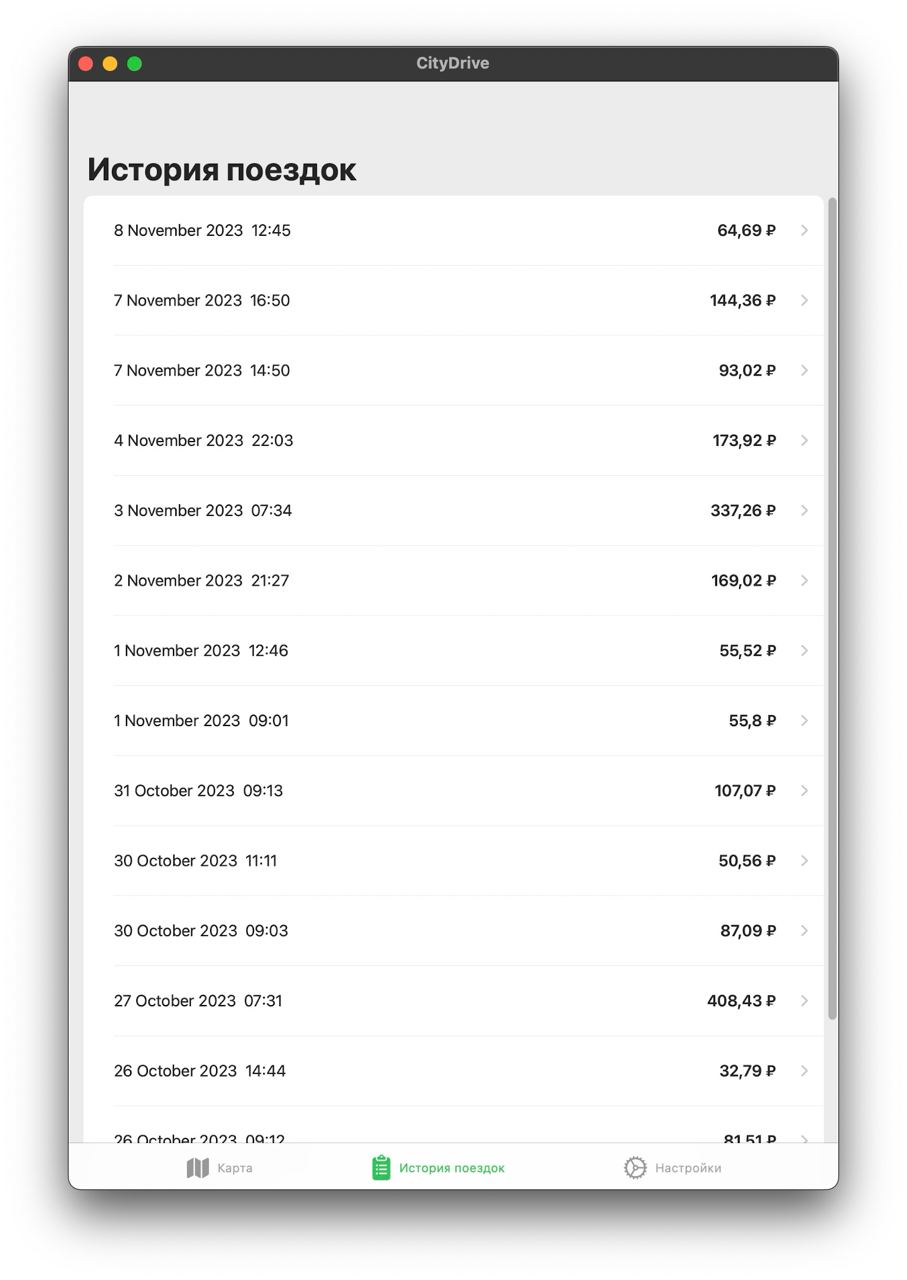 CityDrive
История поездок
8 November 2023 12:45 64,69 ₽
7 November 2023 16:50 144,36 ₽
7 November 2023 14:50 93,02 ₽
4 November 2023 22:03 173,92 ₽
3 November 2023 07:34 337,26 ₽
2 November 2023 21:27 169,02 ₽
1 November 2023 12:46 55,52 ₽
1 November 2023 09:01 55,8 ₽
31 October 2023 09:13 107,07 ₽
30 October 2023 11:11 50,56 ₽
30 October 2023 09:03 87,09 ₽
27 October 2023 07:31 408,43 ₽
26 October 2023 14:44 32,79 ₽
26 October 2023 09:12 81,51 ₽
Карта История поездок Настройки